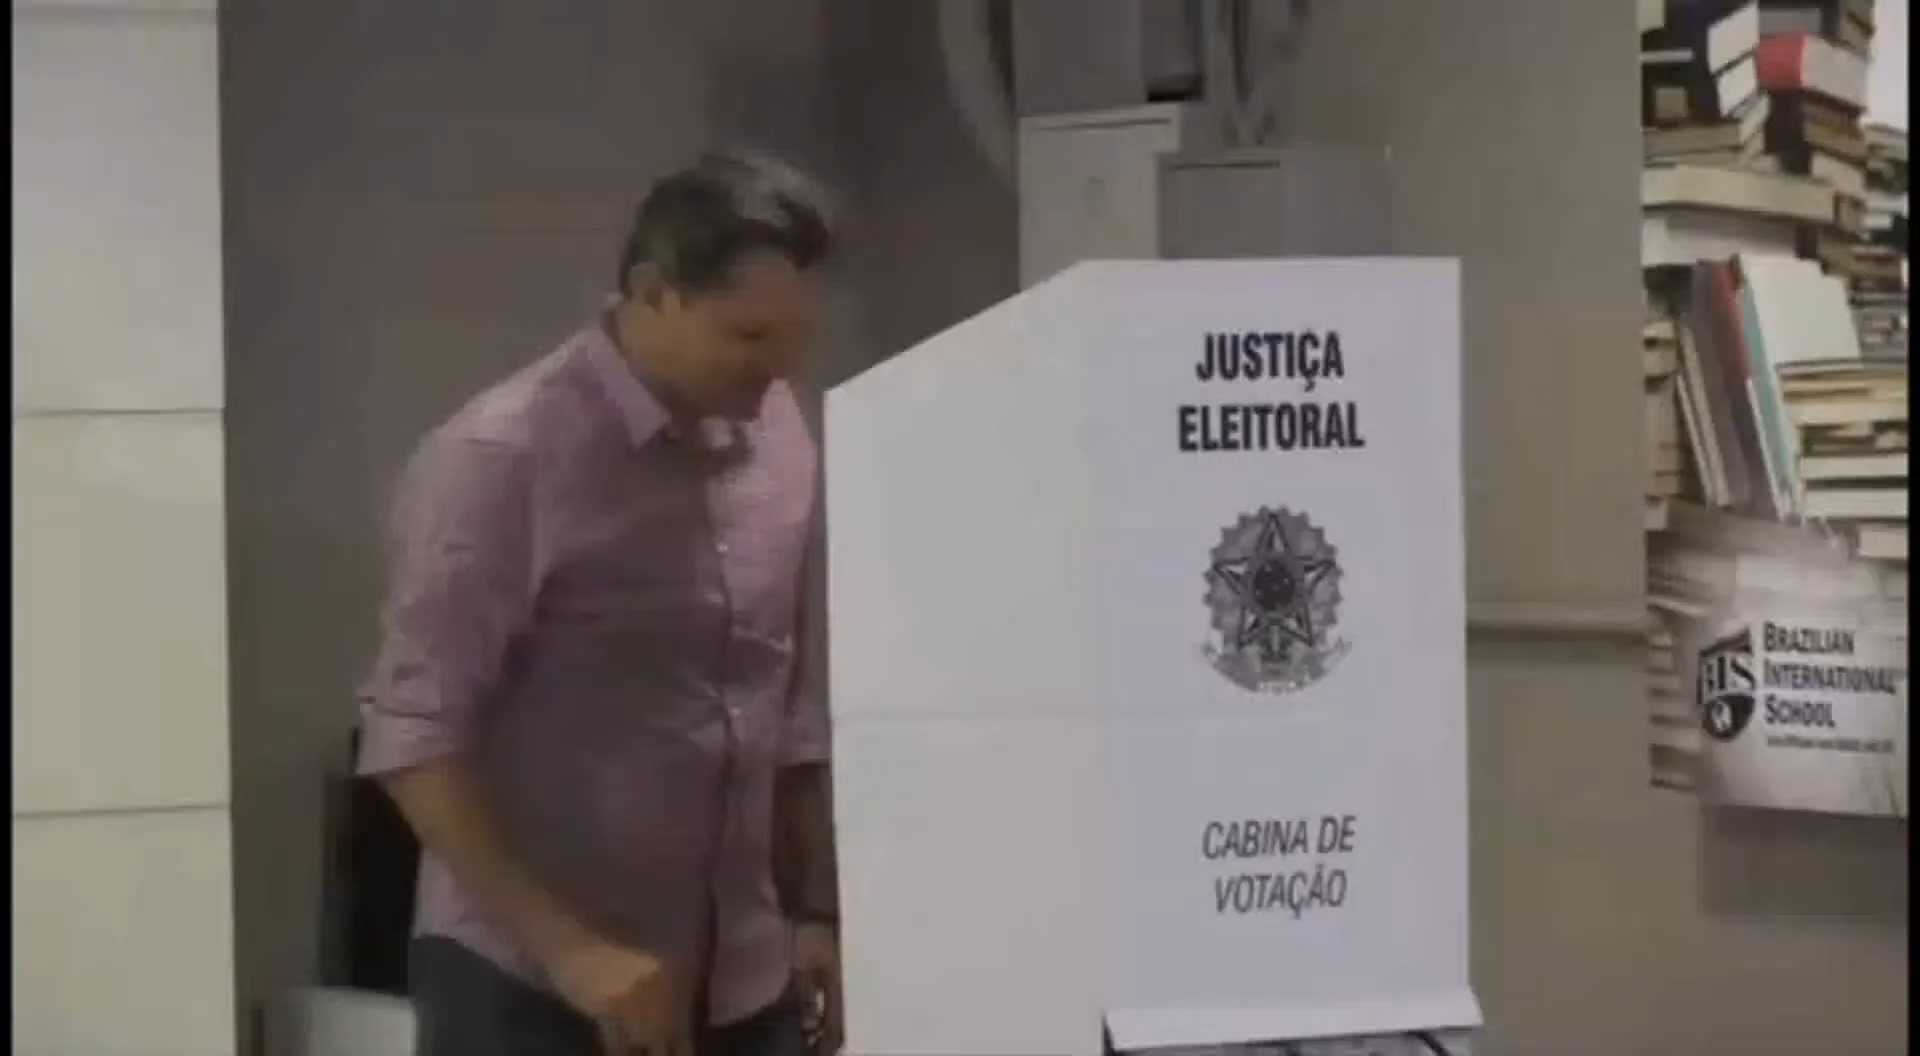 JUSTIÇA
ELEITORAL
CABINA DE
VOTAÇÃO
BIS
BRAZILIAN
INTERNATIONAL
SCHOOL